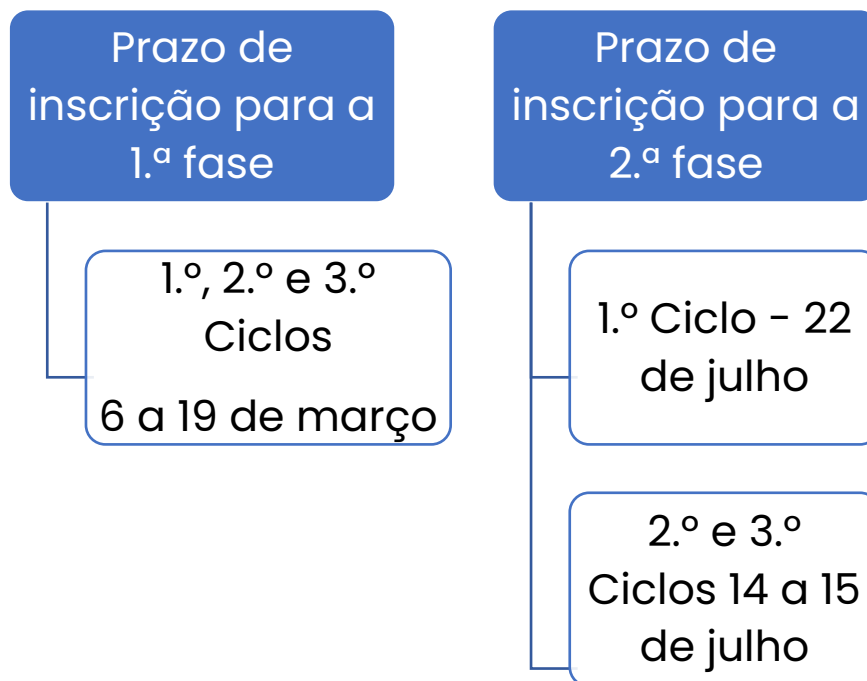 Prazo de
inscrição para a
1.ª fase
1.º, 2.º e 3.º
Ciclos
6 a 19 de março
Prazo de
inscrição para a
2.ª fase
1.º Ciclo - 22
de julho
2.º e 3.º
Ciclos 14 a 15
de julho